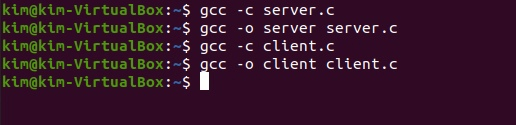 kim@kim-VirtualBox:~$ gcc -c server.c
kim@kim-VirtualBox:~$ gcc -o server server.c
kim@kim-VirtualBox:~$ gcc -c client.c
kim@kim-VirtualBox:~$ gcc -o client client.c
kim@kim-VirtualBox:~$